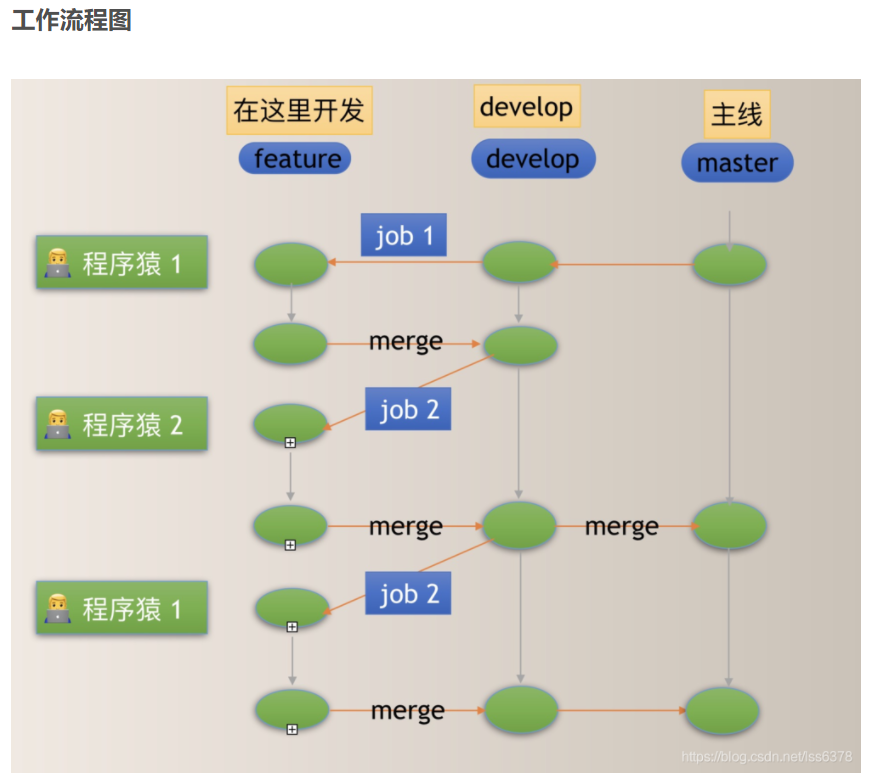 工作流程图
在这里开发
develop
主线
feature
develop
master
job 1
程序猿 1
merge
job 2
程序猿 2
merge
merge
job 2
程序猿 1
merge
https://blog.csdn.net/lss6378